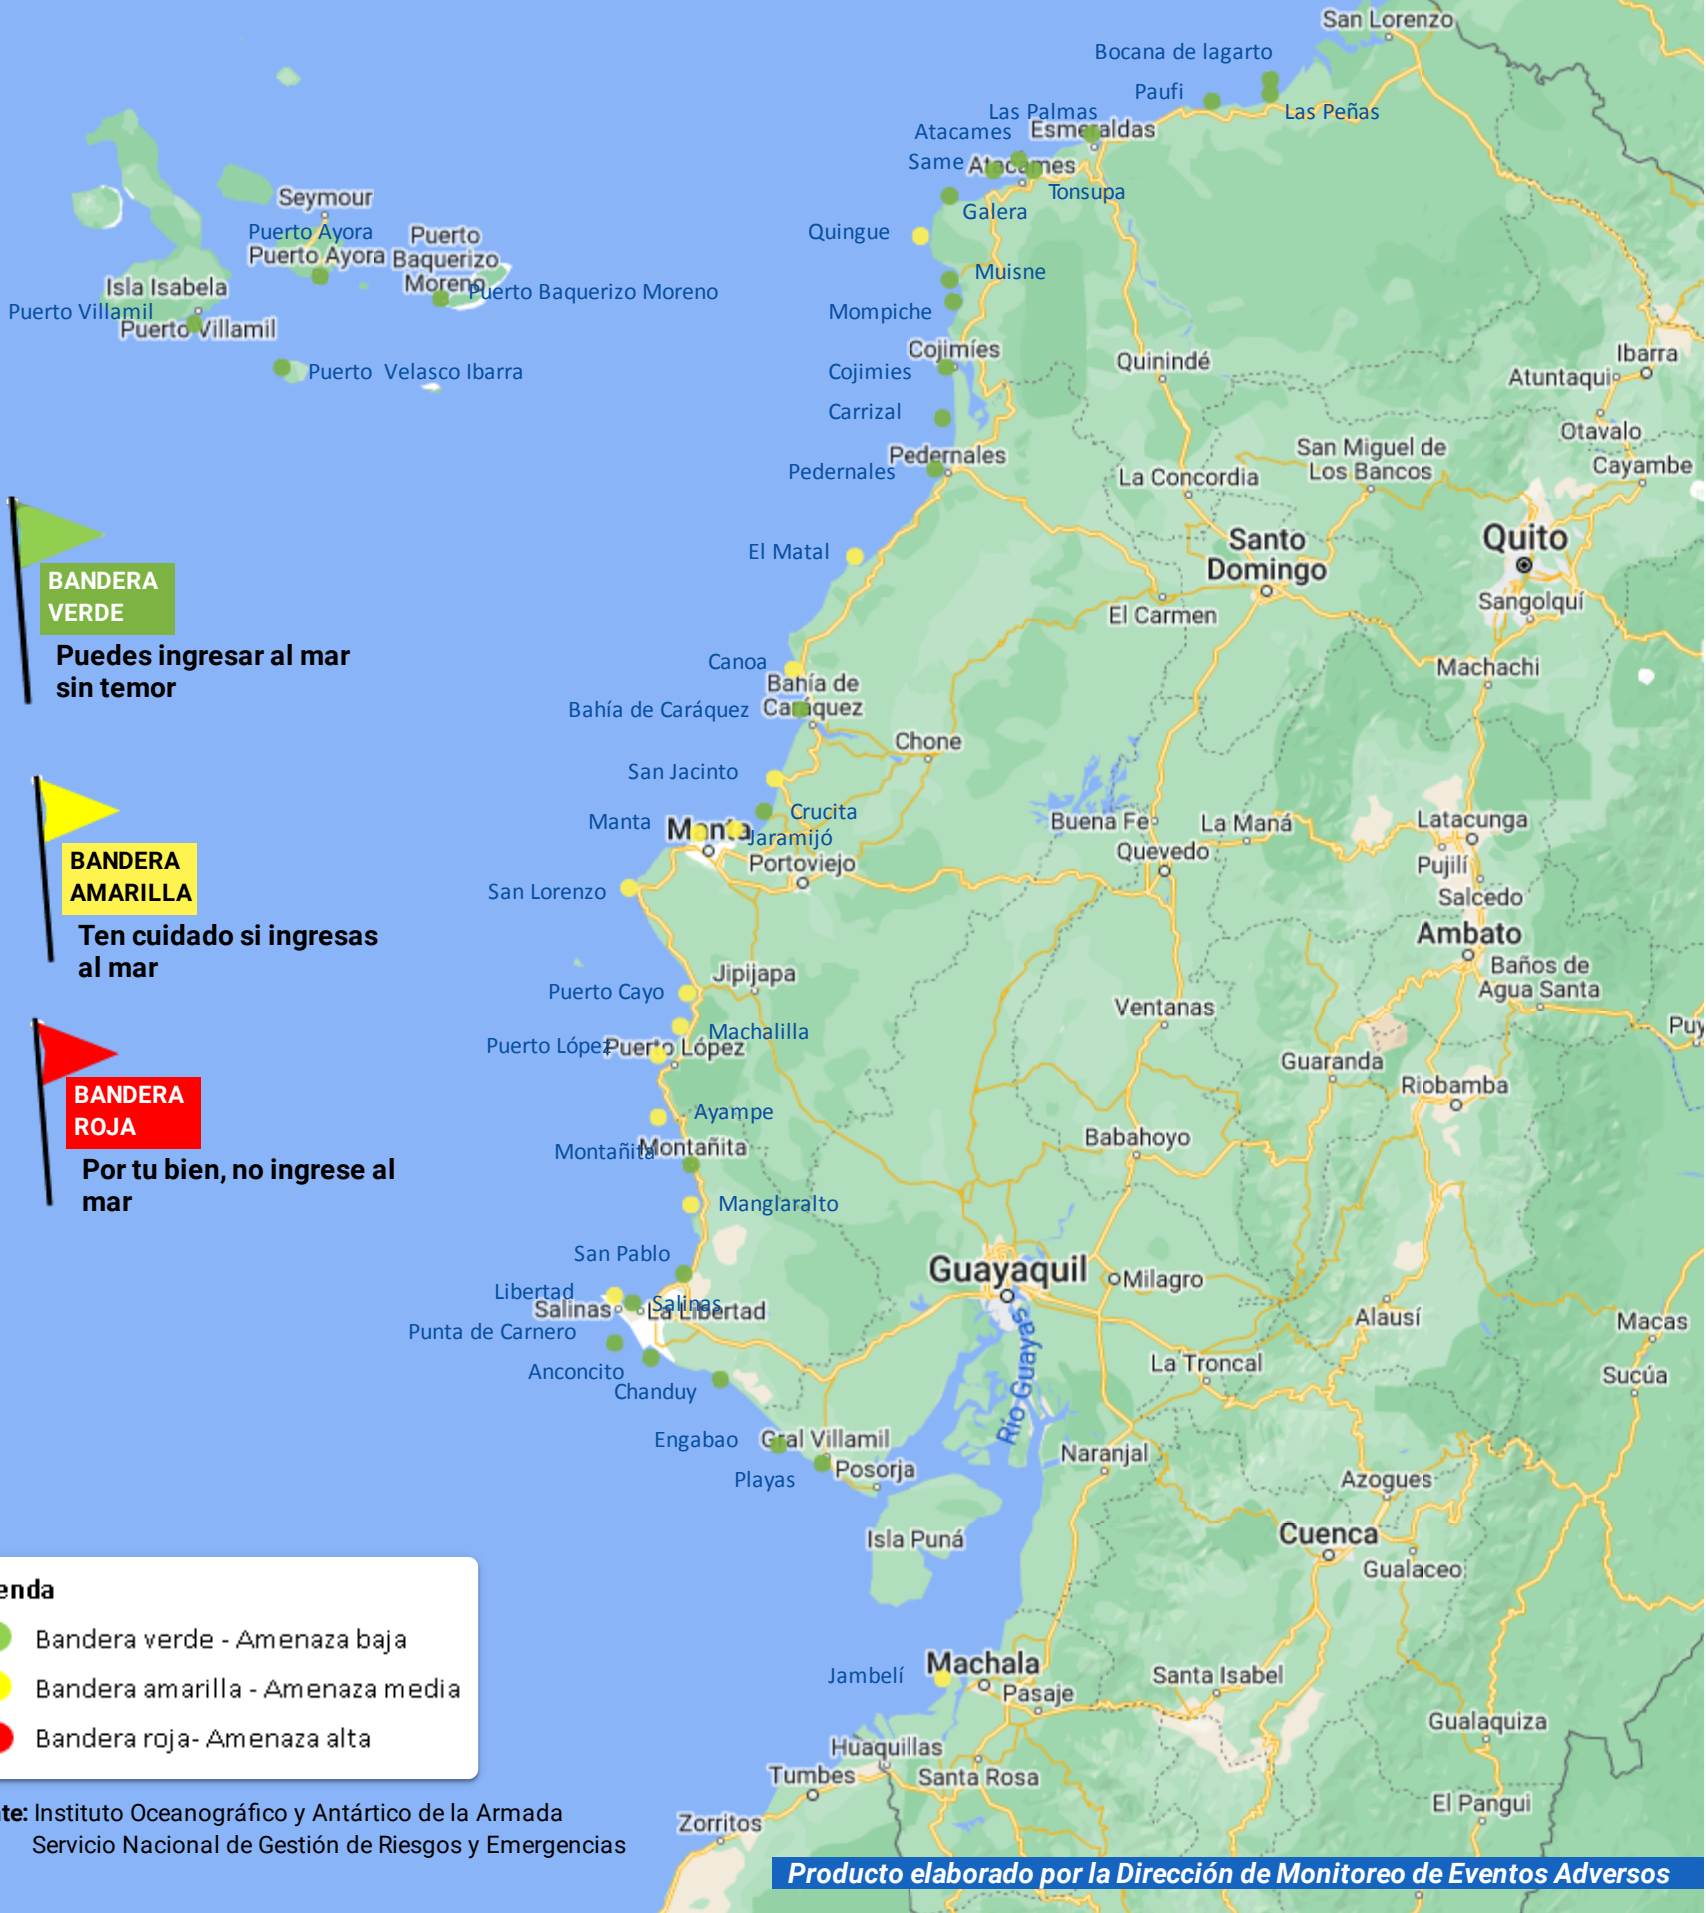 San Lorenzo
Bocana de lagarto
Paufi
Las Peñas
Las Palmas
Esmeraldas
Atacames
Same
Atacames
Tonsupa
Galera
Quingue
Muisne
Mompiche
Cojimíes
Cojimies
Carrizal
Pedernales
Pedernales
El Matal
Canoa
Bahía de
Caráquez
Bahía de Caráquez
San Jacinto
Crucita
Manta
Manta
Jaramijó
Portoviejo
San Lorenzo
Jipijapa
Puerto Cayo
Machalilla
Puerto López
Puerto López
Ayampe
Montañita
Montañita
Manglaralto
San Pablo
Libertad
Salinas
Salinas
La Libertad
Punta de Carnero
Anconcito
Chanduy
Engabao
Gral Villamil
Playas
Posorja
Isla Puná
Jambelí
Machala
Pasaje
Huaquillas
Tumbes
Santa Rosa
Zorritos
Seymour
Puerto Ayora
Puerto Ayora
Puerto
Baquerizo
Moreno
Puerto Baquerizo Moreno
Isla Isabela
Puerto Villamil
Puerto Villamil
Puerto Velasco Ibarra
Quinindé
Ibarra
Atuntaqui
Otavalo
San Miguel de
Los Bancos
Cayambe
La Concordia
Santo
Domingo
Quito
El Carmen
Sangolquí
Machachi
Chone
Buena Fe
La Maná
Latacunga
Quevedo
Pujilí
Salcedo
Ambato
Baños de
Agua Santa
Ventanas
Puy
Guaranda
Riobamba
Babahoyo
Guayaquil
Milagro
Río Guayas
Alausí
Macas
La Troncal
Sucúa
Naranjal
Azogues
Cuenca
Gualaceo
Santa Isabel
Gualaquiza
El Pangui
BANDERA
VERDE
Puedes ingresar al mar
sin temor
BANDERA
AMARILLA
Ten cuidado si ingresas
al mar
BANDERA
ROJA
Por tu bien, no ingrese al
mar
enda
Bandera verde - Amenaza baja
Bandera amarilla - Amenaza media
Bandera roja- Amenaza alta
te: Instituto Oceanográfico y Antártico de la Armada
Servicio Nacional de Gestión de Riesgos y Emergencias
Producto elaborado por la Dirección de Monitoreo de Eventos Adversos